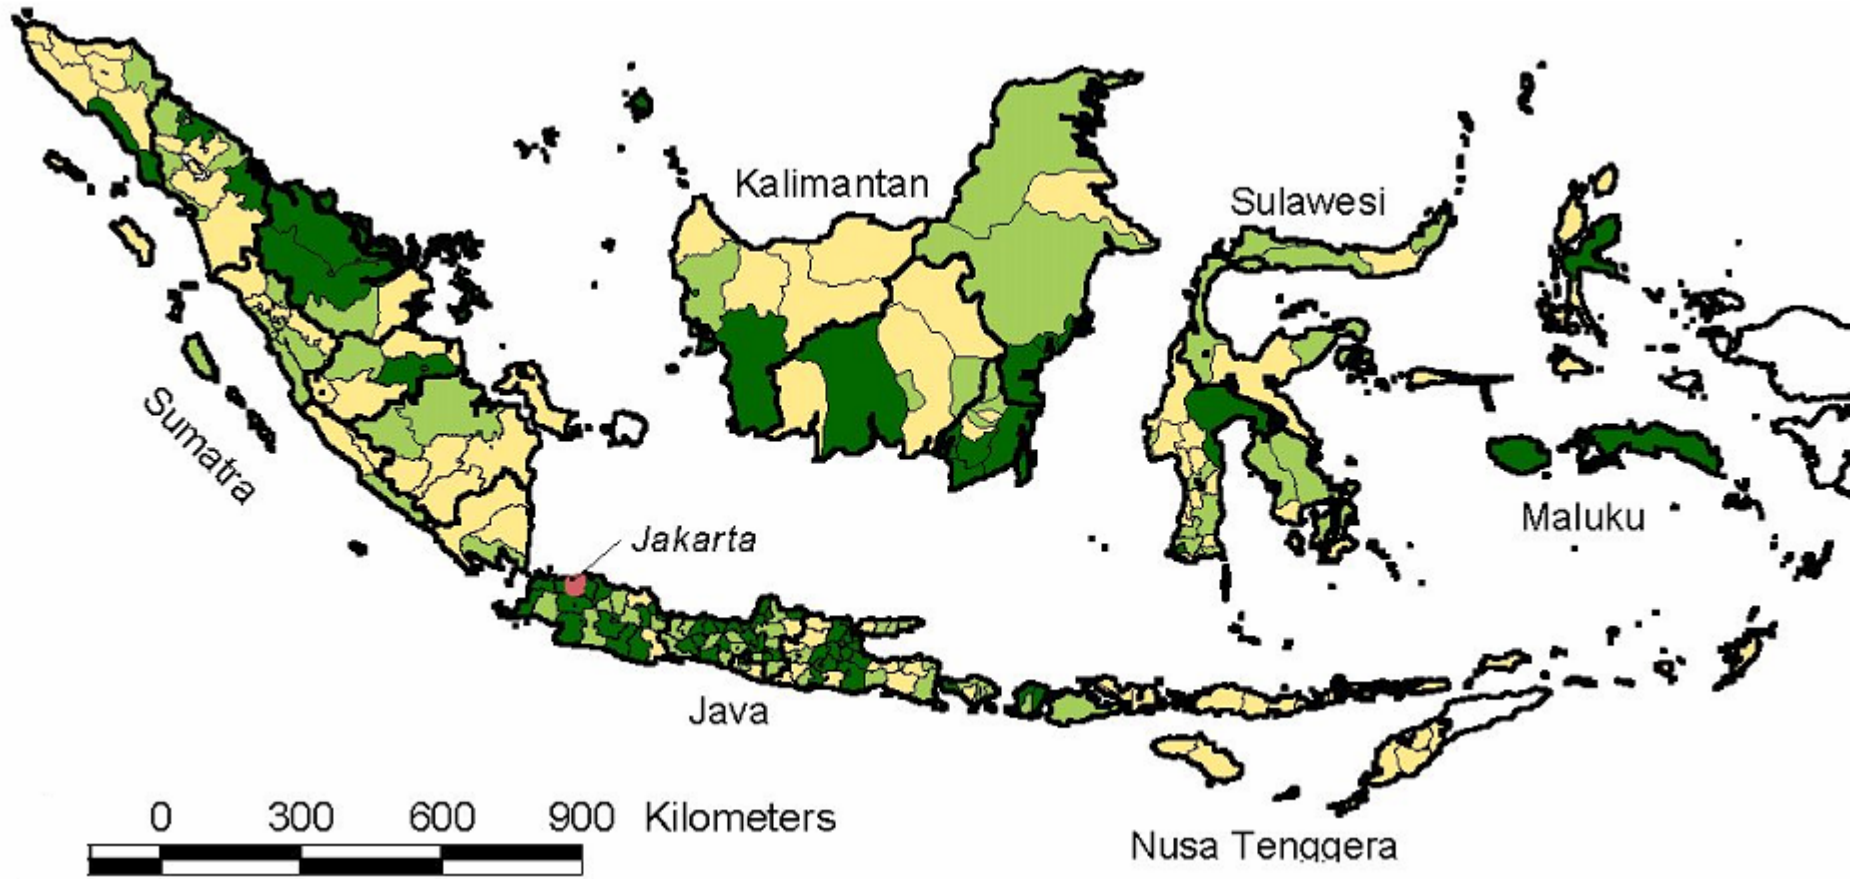 Kalimantan
Sulawesi
Sumatra
Maluku
Jakarta
Java
0 300 600 900 Kilometers
Nusa Tenggera